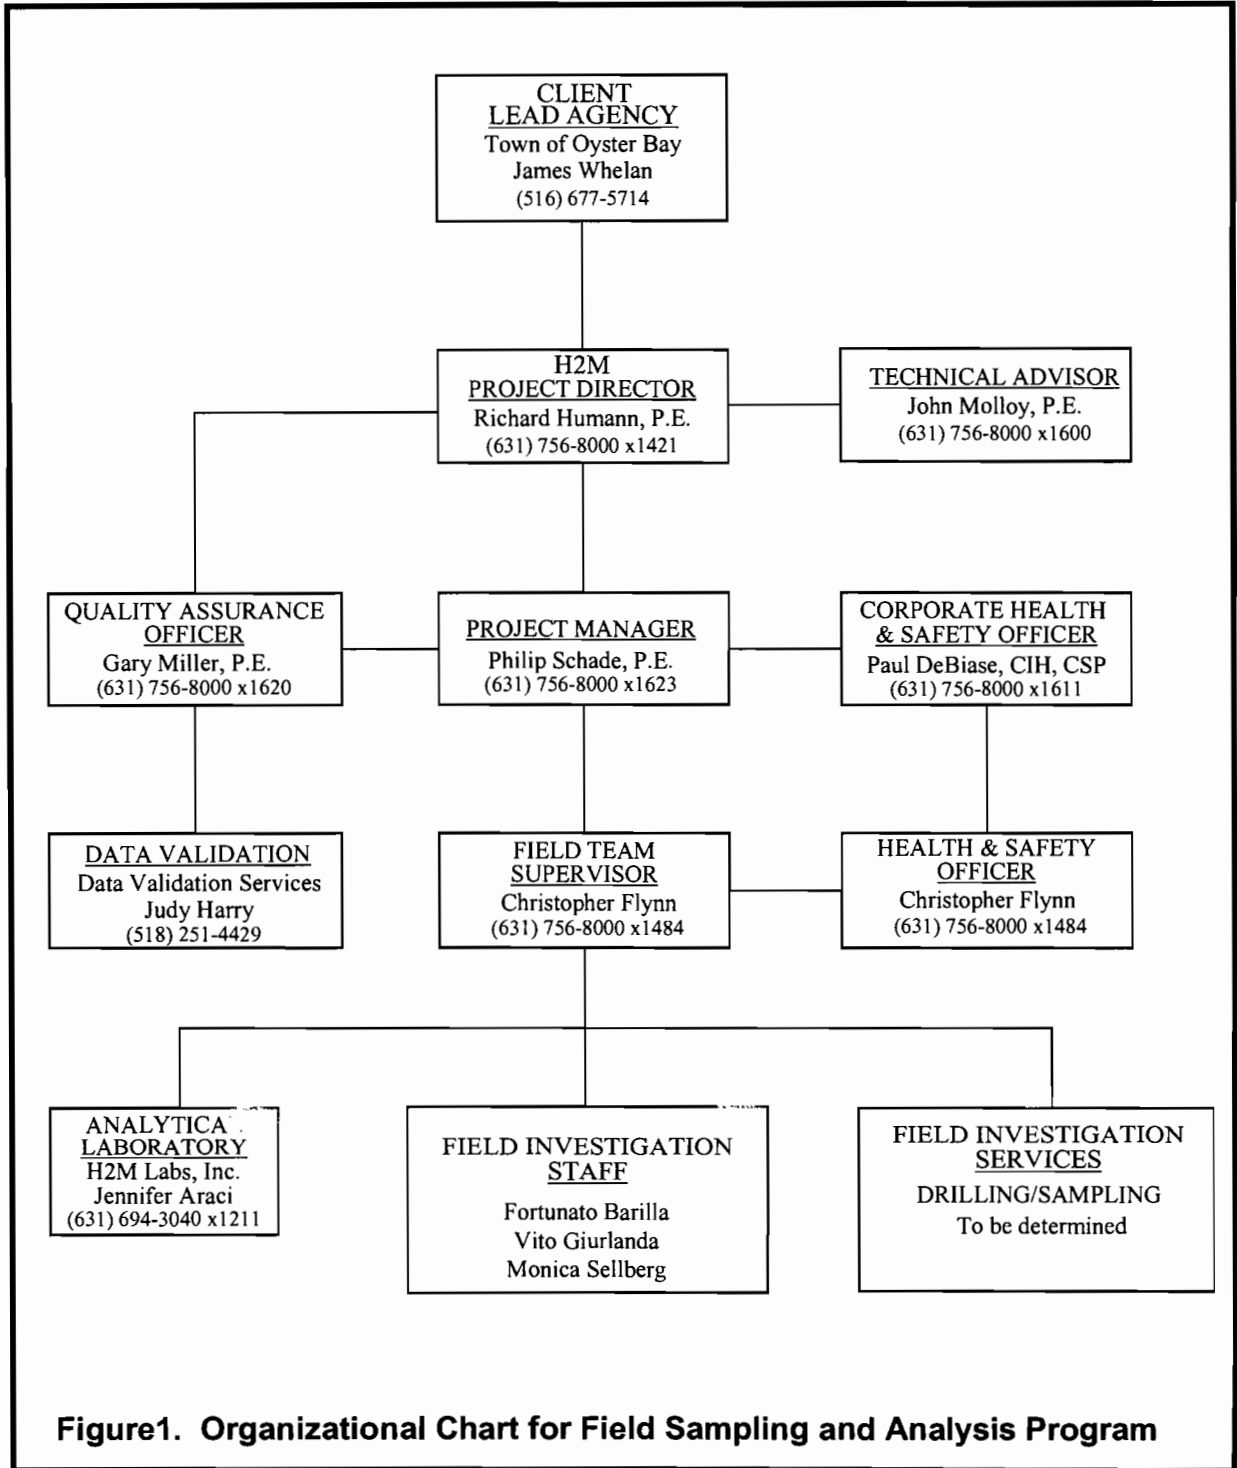 CLIENT
LEAD AGENCY
Town of Oyster Bay
James Whelan
(516) 677-5714
H2M
PROJECT DIRECTOR
Richard Humann, P.E.
(631) 756-8000 x1421
TECHNICAL ADVISOR
John Molloy, P.E.
(631) 756-8000 x1600
QUALITY ASSURANCE
OFFICER
Gary Miller, P.E.
(631) 756-8000 x1620
PROJECT MANAGER
Philip Schade, P.E.
(631) 756-8000 x1623
CORPORATE HEALTH
& SAFETY OFFICER
Paul DeBiase, CIH, CSP
(631) 756-8000 x1611
DATA VALIDATION
Data Validation Services
Judy Harry
(518) 251-4429
FIELD TEAM
SUPERVISOR
Christopher Flynn
(631) 756-8000 x1484
HEALTH & SAFETY
OFFICER
Christopher Flynn
(631) 756-8000 x1484
ANALYTICA
LABORATORY
H2M Labs, Inc.
Jennifer Araci
(631) 694-3040 x1211
FIELD INVESTIGATION
STAFF
Fortunato Barilla
Vito Giurlanda
Monica Sellberg
FIELD INVESTIGATION
SERVICES
DRILLING/SAMPLING
To be determined
Figure1. Organizational Chart for Field Sampling and Analysis Program